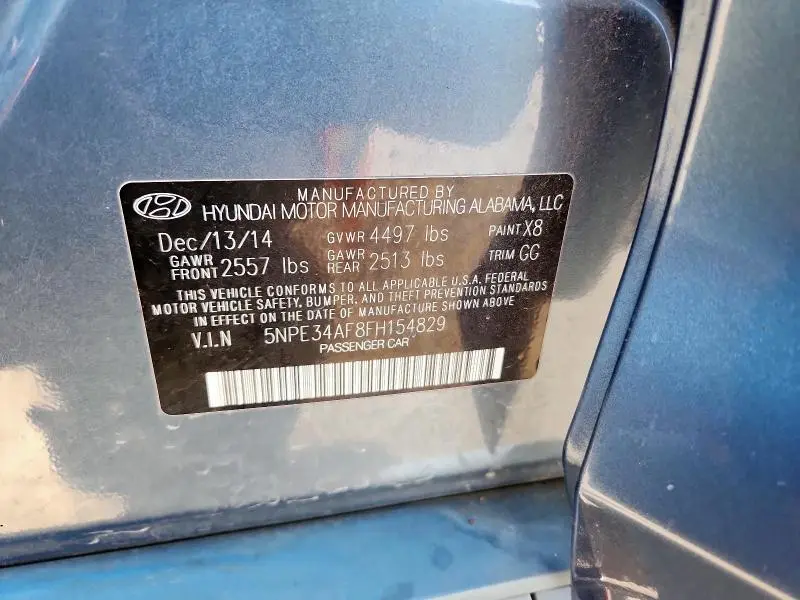 MANUFACTURED BY
HYUNDAI MOTOR MANUFACTURING ALABAMA, LLC
Dec/13/14 GVWR 4497 lbs PAINT X8
GAWR FRONT 2557 lbs GAWR REAR 2513 lbs TRIM GG
THIS VEHICLE CONFORMS TO ALL APPLICABLE U.S.A. FEDERAL
MOTOR VEHICLE SAFETY, BUMPER, AND THEFT PREVENTION STANDARDS
IN EFFECT ON THE DATE OF MANUFACTURE SHOWN ABOVE
V.I.N 5NPE34AF8FH154829
PASSENGER CAR